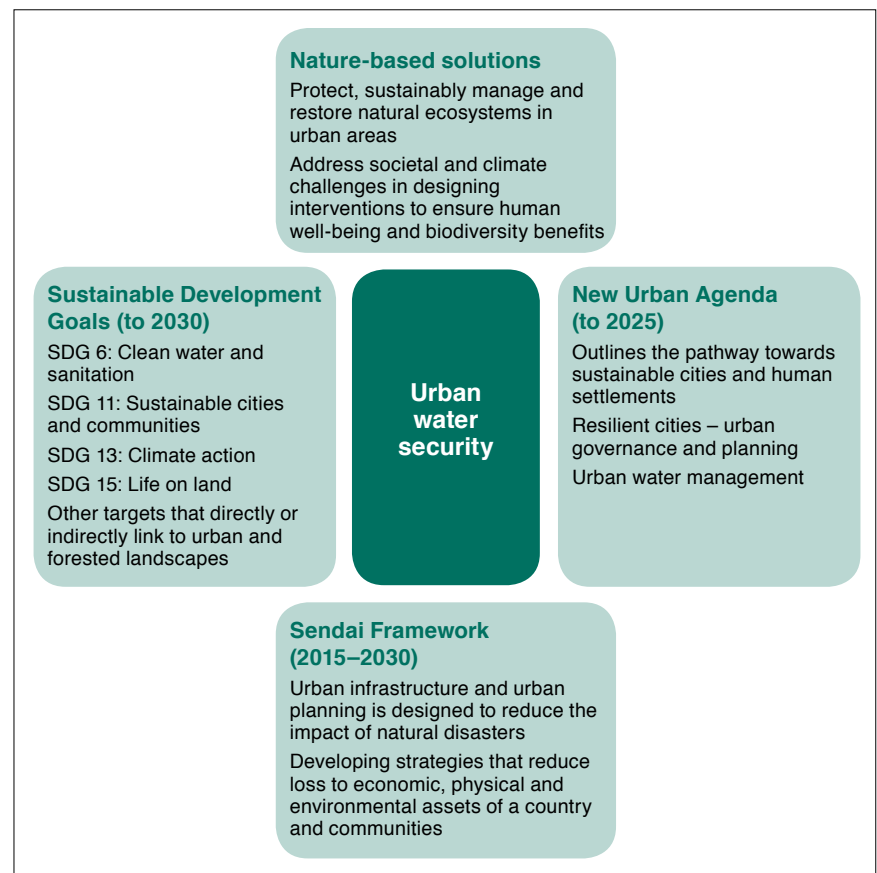 Nature-based solutions
Protect, sustainably manage and
restore natural ecosystems in
urban areas
Address societal and climate
challenges in designing
interventions to ensure human
well-being and biodiversity benefits
Sustainable Development
Goals (to 2030)
SDG 6: Clean water and
sanitation
SDG 11: Sustainable cities
and communities
SDG 13: Climate action
SDG 15: Life on land
Other targets that directly or
indirectly link to urban and
forested landscapes
Urban
water
security
New Urban Agenda
(to 2025)
Outlines the pathway towards
sustainable cities and human
settlements
Resilient cities – urban
governance and planning
Urban water management
Sendai Framework
(2015–2030)
Urban infrastructure and urban
planning is designed to reduce the
impact of natural disasters
Developing strategies that reduce
loss to economic, physical and
environmental assets of a country
and communities